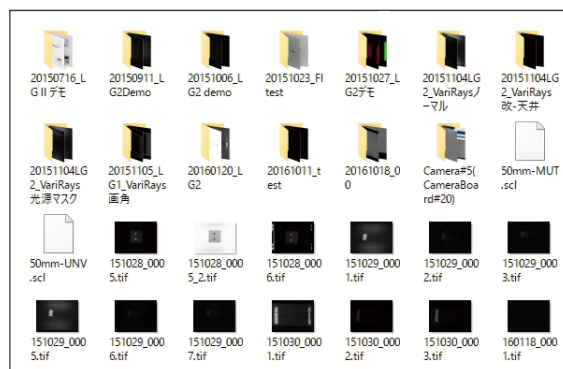 20150716_L
G II デモ
20150911_L
G2Demo
20151006_L
G2 demo
20151023_FI
test
20151027_L
G2デモ
20151104LG
2_VariRaysノ
ーマル
20151104LG
2_VariRays
改-天井
20151104LG
2_VariRays
光源マスク
20151105_L
G1_VariRays
画角
20160120_L
G2
20161011_t
est
20161018_0
0
Camera#5(
CameraBoa
rd#20)
50mm-MUT
.scl
50mm-UNV
.scl
151028_000
5.tif
151028_000
5_2.tif
151028_000
6.tif
151029_000
1.tif
151029_000
2.tif
151029_000
3.tif
151029_000
5.tif
151029_000
6.tif
151029_000
7.tif
151030_000
1.tif
151030_000
2.tif
151030_000
3.tif
160118_000
1.tif